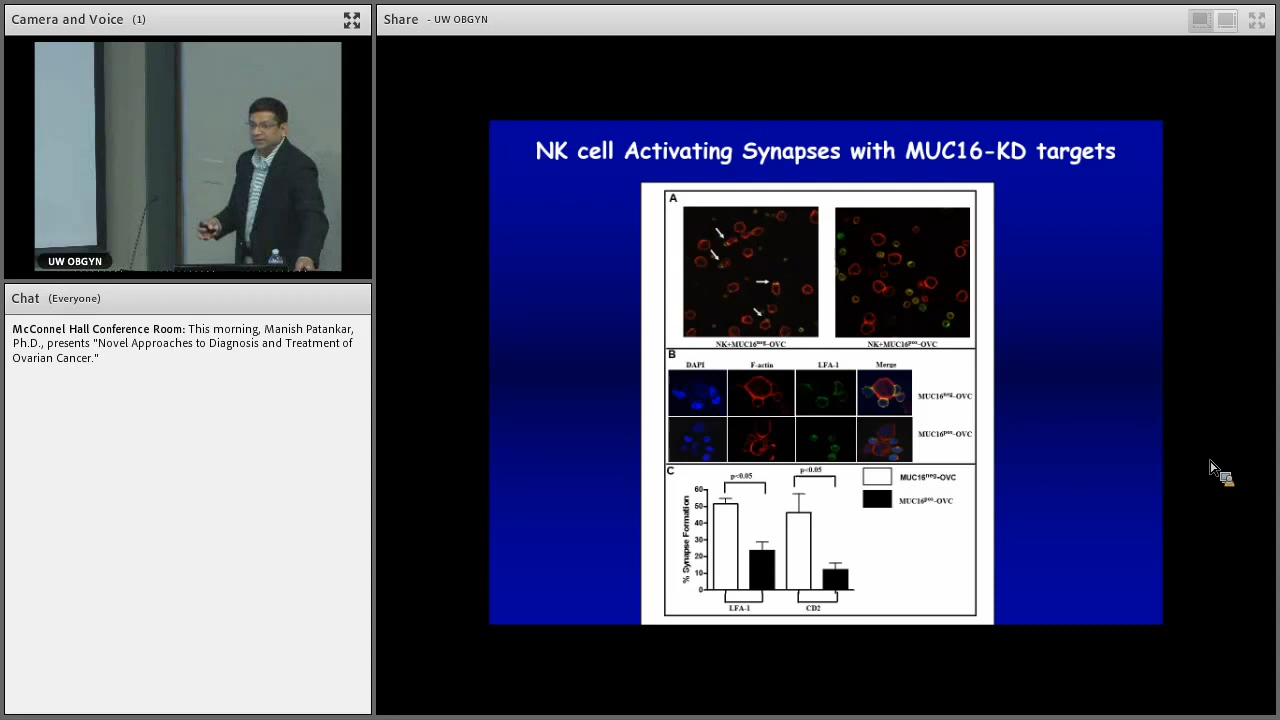 Camera and Voice (1)
UW OBGYN
Chat (Everyone)
McConnel Hall Conference Room: This morning, Manish Patankar,
Ph.D., presents "Novel Approaches to Diagnosis and Treatment of
Ovarian Cancer."
Share - UW OBGYN
NK cell Activating Synapses with MUC16-KD targets
A
NK+MUC16neg-OVC
NK+MUC16pos-OVC
B
DAPI
F-actin
LFA-1
Merge
MUC16neg-OVC
MUC16pos-OVC
C
p<0.05
p<0.05
MUC16neg-OVC
MUC16pos-OVC
% Synapse Formation
60
50
40
30
20
10
0
LFA-1
CD2